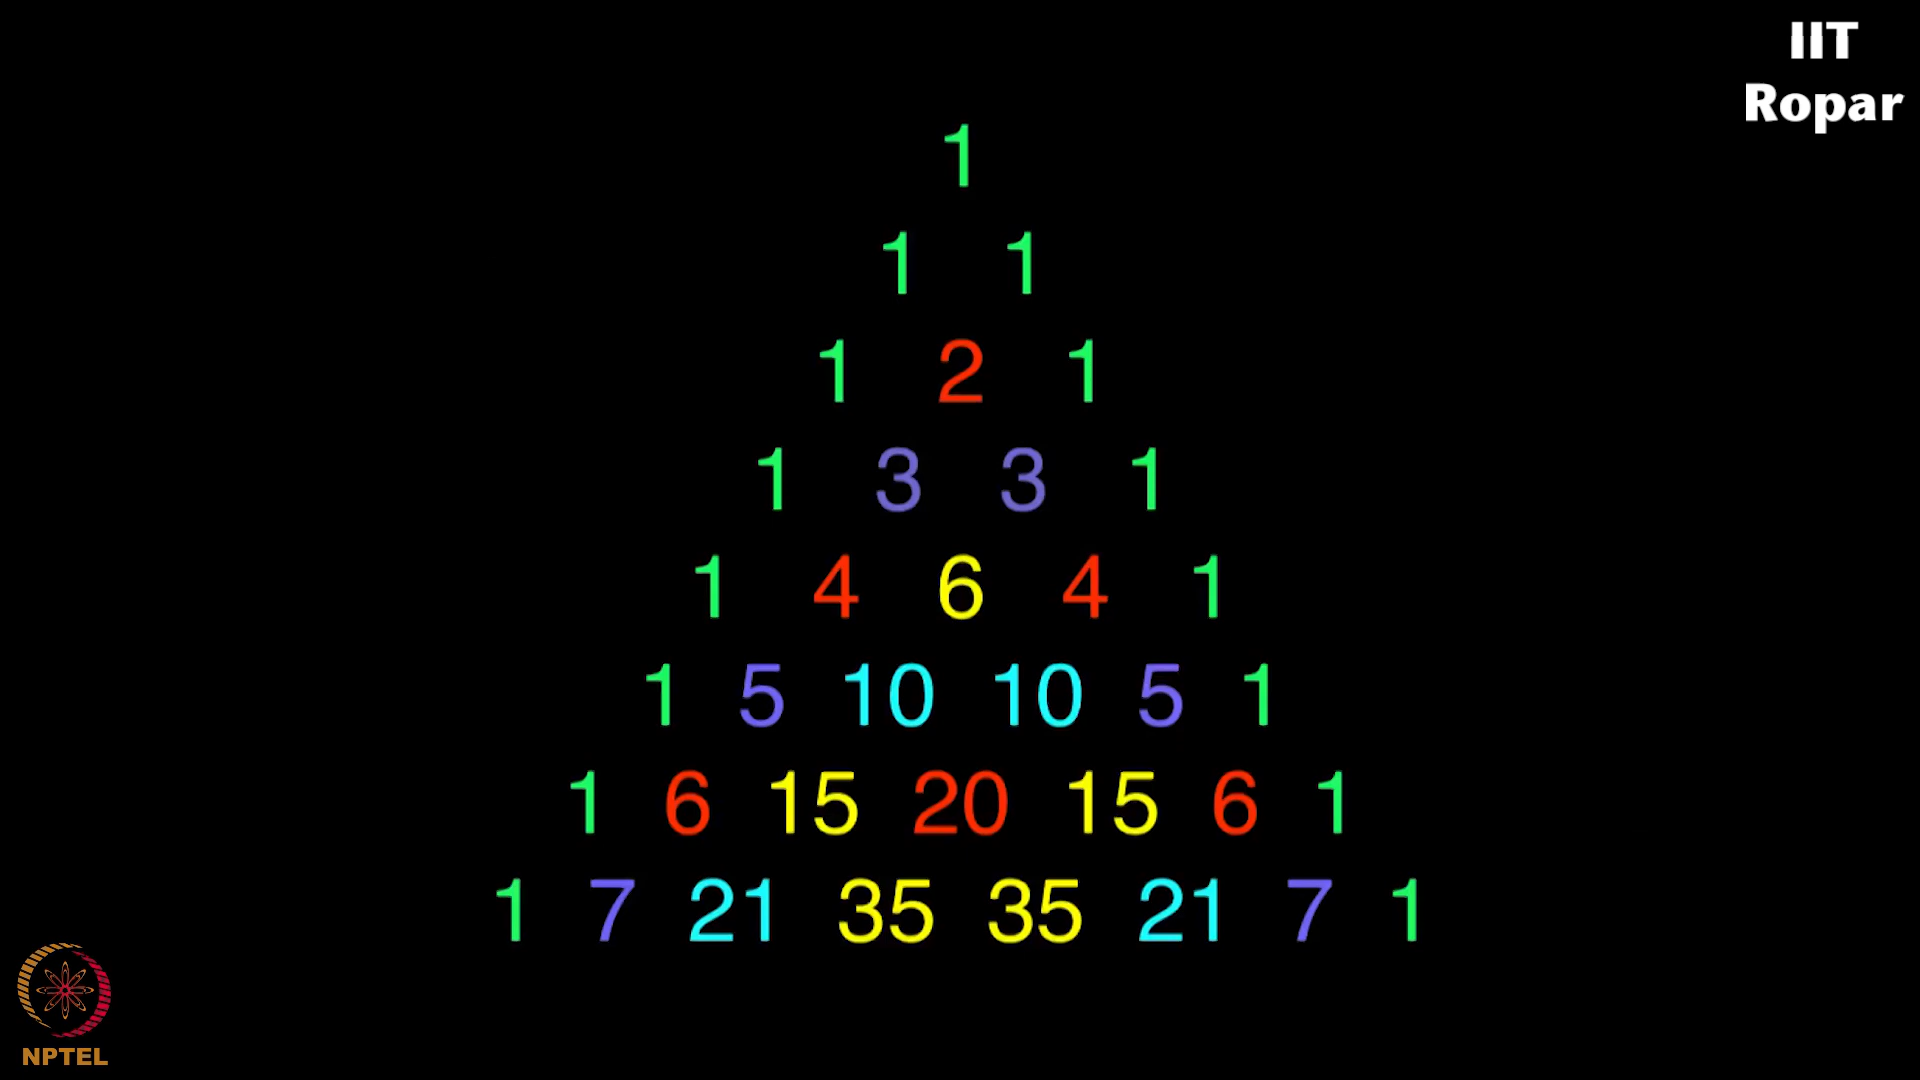 IIT
Ropar
1
1 1
1 2 1
1 3 3 1
1 4 6 4 1
1 5 10 10 5 1
1 6 15 20 15 6 1
1 7 21 35 35 21 7 1
NPTEL